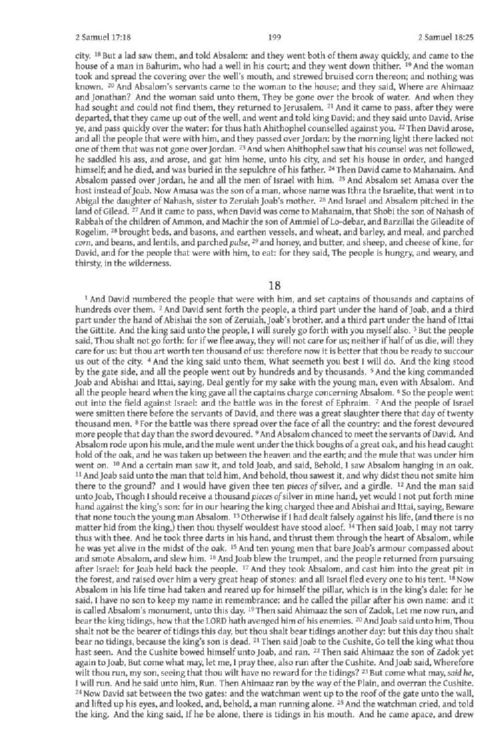 2 Samuel 17:18 199 2 Samuel 18:25
city. 18 But a lad saw them, and told Absalom: and they went both of them away quickly, and came to the
house of a man in Bahurim, who had a well in his court; and they went down thither. 19 And the woman
took and spread the covering over the well's mouth, and strewed bruised corn thereon; and nothing was
known. 20 And Absalom's servants came to the woman to the house; and they said, Where are Ahimaaz
and Jonathan? And the woman said unto them, They be gone over the brook of water. And when they
had sought and could not find them, they returned to Jerusalem. 21 And it came to pass, after they were
departed, that they came up out of the well, and went and told king David; and they said unto David, Arise
ye, and pass quickly over the water: for thus hath Ahithophel counselled against you. 22 Then David arose,
and all the people that were with him, and they passed over Jordan: by the morning light there lacked not
one of them that was not gone over Jordan. 23 And when Ahithophel saw that his counsel was not followed,
he saddled his ass, and arose, and gat him home, unto his city, and set his house in order, and hanged
himself; and he died, and was buried in the sepulchre of his father. 24 Then David came to Mahanaim. And
Absalom passed over Jordan, he and all the men of Israel with him. 25 And Absalom set Amasa over the
host instead of Joab. Now Amasa was the son of a man, whose name was Ithra the Israelite, that went in to
Abigal the daughter of Nahash, sister to Zeruiah Joab's mother. 26 And Israel and Absalom pitched in the
land of Gilead. 27 And it came to pass, when David was come to Mahanaim, that Shobi the son of Nahash of
Rabbah of the children of Ammon, and Machir the son of Ammiel of Lo-debar, and Barzillai the Gileadite of
Rogelim, 28 brought beds, and basons, and earthen vessels, and wheat, and barley, and meal, and parched
corn, and beans, and lentils, and parched pulse, 29 and honey, and butter, and sheep, and cheese of kine, for
David, and for the people that were with him, to eat: for they said, The people is hungry, and weary, and
thirsty, in the wilderness.
18
1 And David numbered the people that were with him, and set captains of thousands and captains of
hundreds over them. 2 And David sent forth the people, a third part under the hand of Joab, and a third
part under the hand of Abishai the son of Zeruiah, Joab's brother, and a third part under the hand of Ittai
the Gittite. And the king said unto the people, I will surely go forth with you myself also. 3 But the people
said, Thou shalt not go forth: for if we flee away, they will not care for us; neither if half of us die, will they
care for us: but thou art worth ten thousand of us: therefore now it is better that thou be ready to succour
us out of the city. 4 And the king said unto them, What seemeth you best I will do. And the king stood
by the gate side, and all the people went out by hundreds and by thousands. 5 And the king commanded
Joab and Abishai and Ittai, saying, Deal gently for my sake with the young man, even with Absalom. And
all the people heard when the king gave all the captains charge concerning Absalom. 6 So the people went
out into the field against Israel: and the battle was in the forest of Ephraim. 7 And the people of Israel
were smitten there before the servants of David, and there was a great slaughter there that day of twenty
thousand men. 8 For the battle was there spread over the face of all the country: and the forest devoured
more people that day than the sword devoured. 9 And Absalom chanced to meet the servants of David. And
Absalom rode upon his mule, and the mule went under the thick boughs of a great oak, and his head caught
hold of the oak, and he was taken up between the heaven and the earth; and the mule that was under him
went on. 10 And a certain man saw it, and told Joab, and said, Behold, I saw Absalom hanging in an oak.
11 And Joab said unto the man that told him, And behold, thou sawest it, and why didst thou not smite him
there to the ground? and I would have given thee ten pieces of silver, and a girdle. 12 And the man said
unto Joab, Though I should receive a thousand pieces of silver in mine hand, yet would I not put forth mine
hand against the king's son: for in our hearing the king charged thee and Abishai and Ittai, saying, Beware
that none touch the young man Absalom. 13 Otherwise if I had dealt falsely against his life, (and there is no
matter hid from the king,) then thou thyself wouldest have stood aloof. 14 Then said Joab, I may not tarry
thus with thee. And he took three darts in his hand, and thrust them through the heart of Absalom, while
he was yet alive in the midst of the oak. 15 And ten young men that bare Joab's armour compassed about
and smote Absalom, and slew him. 16 And Joab blew the trumpet, and the people returned from pursuing
after Israel: for Joab held back the people. 17 And they took Absalom, and cast him into the great pit in
the forest, and raised over him a very great heap of stones: and all Israel fled every one to his tent. 18 Now
Absalom in his life time had taken and reared up for himself the pillar, which is in the king's dale: for he
said, I have no son to keep my name in remembrance: and he called the pillar after his own name: and it
is called Absalom's monument, unto this day. 19 Then said Ahimaaz the son of Zadok, Let me now run, and
bear the king tidings, how that the LORD hath avenged him of his enemies. 20 And Joab said unto him, Thou
shalt not be the bearer of tidings this day, but thou shalt bear tidings another day: but this day thou shalt
bear no tidings, because the king's son is dead. 21 Then said Joab to the Cushite, Go tell the king what thou
hast seen. And the Cushite bowed himself unto Joab, and ran. 22 Then said Ahimaaz the son of Zadok yet
again to Joab, But come what may, let me, I pray thee, also run after the Cushite. And Joab said, Wherefore
wilt thou run, my son, seeing that thou wilt have no reward for the tidings? 23 But come what may, said he,
I will run. And he said unto him, Run. Then Ahimaaz ran by the way of the Plain, and overran the Cushite.
24 Now David sat between the two gates: and the watchman went up to the roof of the gate unto the wall,
and lifted up his eyes, and looked, and, behold, a man running alone. 25 And the watchman cried, and told
the king. And the king said, If he be alone, there is tidings in his mouth. And he came apace, and drew